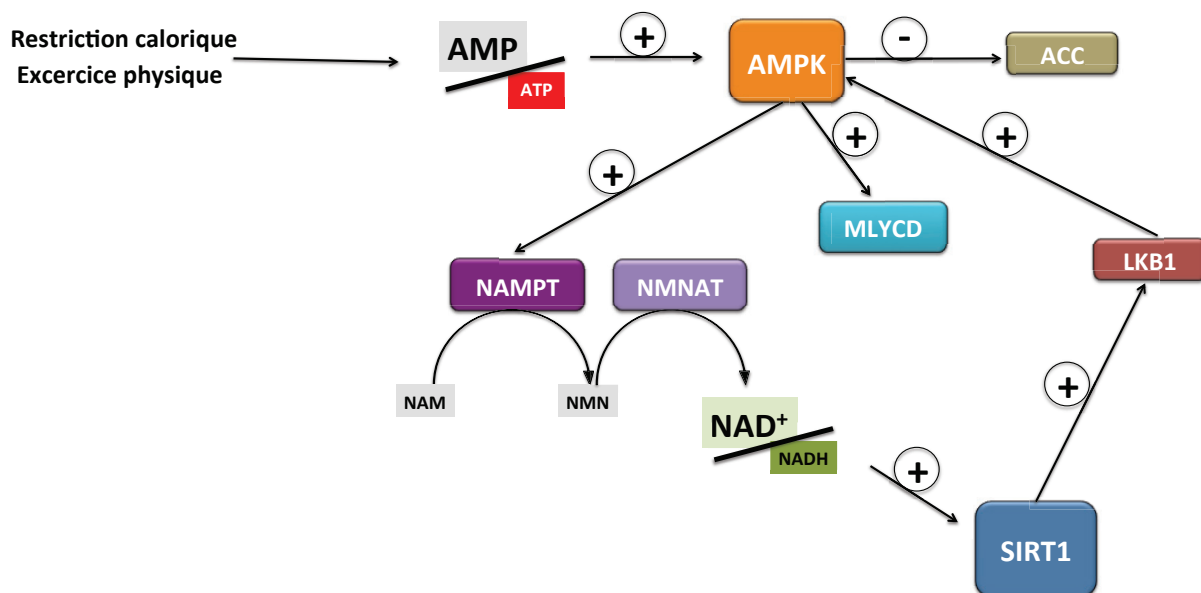 Restriction calorique
Excercice physique
AMP
ATP
+
AMPK
-
ACC
+
+
+
MLYCD
LKB1
NAMPT
NMNAT
NAM
NMN
+
NAD⁺
NADH
+
SIRT1